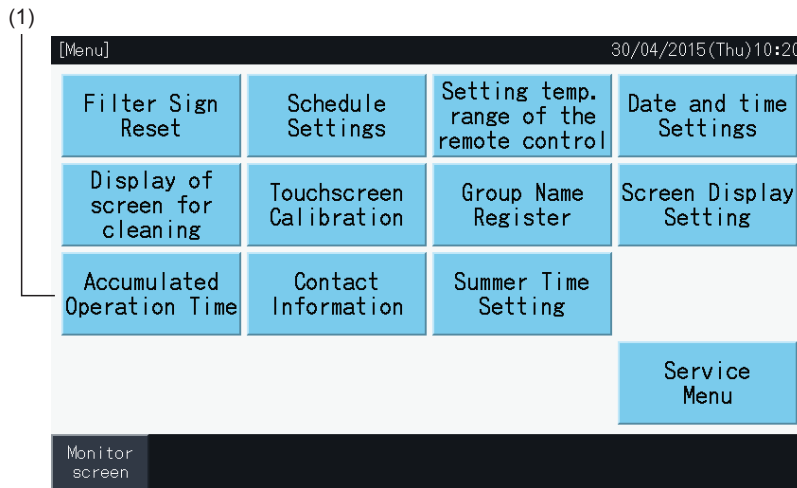 (1)
[Menu] 30/04/2015(Thu)10:20
Filter Sign
Reset
Schedule
Settings
Setting temp.
range of the
remote control
Date and time
Settings
Display of
screen for
cleaning
Touchscreen
Calibration
Group Name
Register
Screen Display
Setting
Accumulated
Operation Time
Contact
Information
Summer Time
Setting
Service
Menu
Monitor
screen